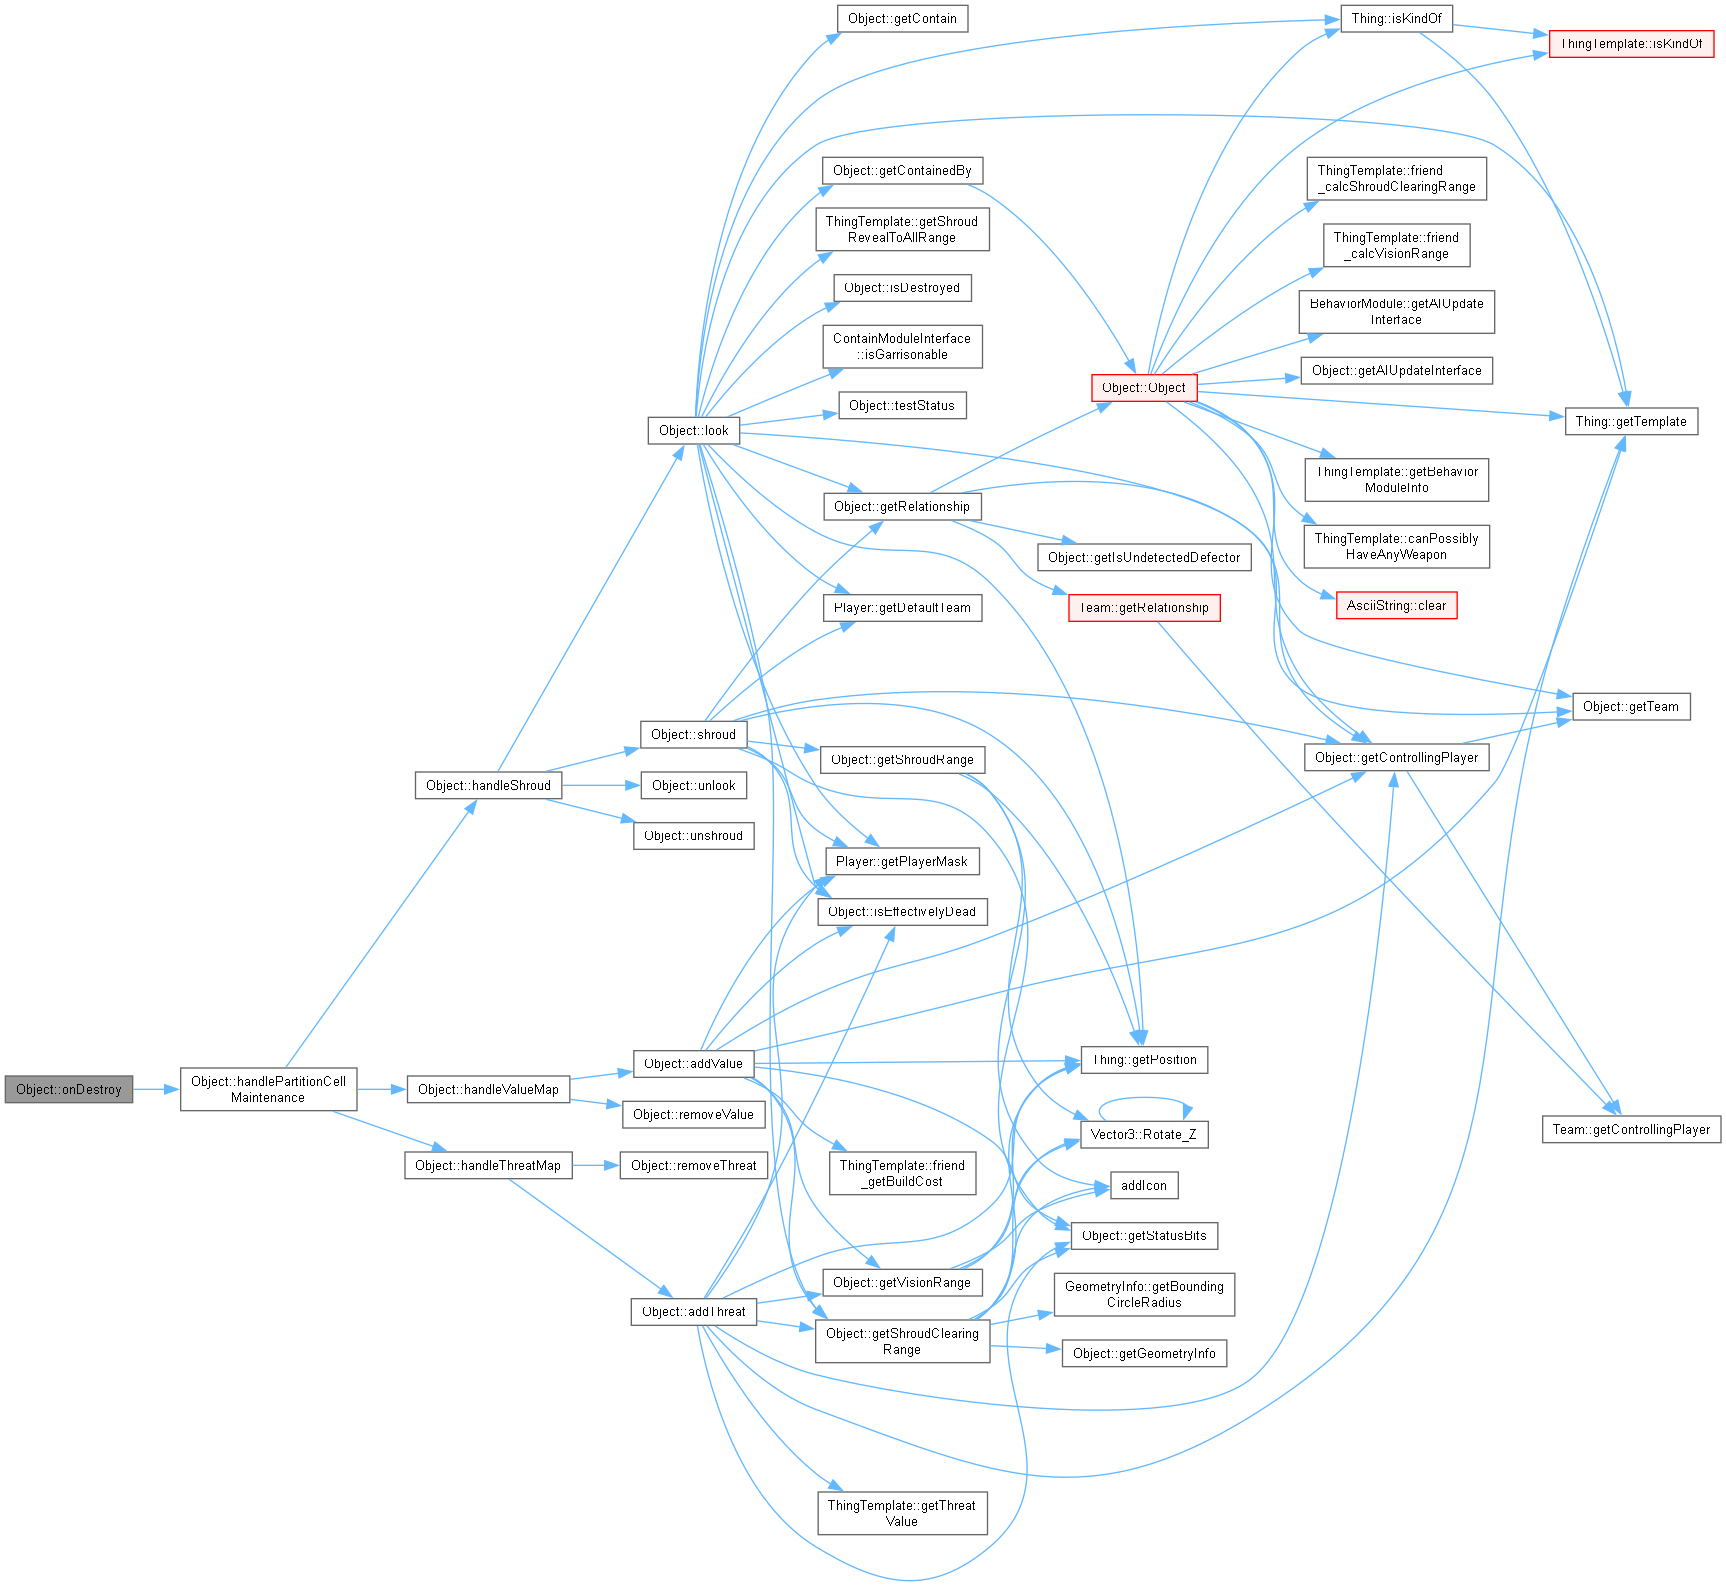 Object::onDestroy
Object::handlePartitionCell
Maintenance
Object::handleShroud
Object::handleValueMap
Object::handleThreatMap
Object::look
Object::shroud
Object::unlook
Object::unshroud
Object::addValue
Object::removeValue
Object::removeThreat
Object::addThreat
Object::getContain
Object::getContainedBy
ThingTemplate::getShroud
RevealToAllRange
Object::isDestroyed
ContainModuleInterface
::isGarrisonable
Object::testStatus
Object::getRelationship
Player::getDefaultTeam
Object::getShroudRange
Player::getPlayerMask
Object::isEffectivelyDead
ThingTemplate::friend
_getBuildCost
Object::getVisionRange
Object::getShroudClearing
Range
ThingTemplate::getThreat
Value
Object::Object
Object::getIsUndetectedDefector
Team::getRelationship
Thing::getPosition
Vector3::Rotate_Z
addIcon
Object::getStatusBits
GeometryInfo::getBounding
CircleRadius
Object::getGeometryInfo
Thing::isKindOf
ThingTemplate::friend
_calcShroudClearingRange
ThingTemplate::friend
_calcVisionRange
BehaviorModule::getAIUpdate
Interface
Object::getAIUpdateInterface
ThingTemplate::getBehavior
ModuleInfo
ThingTemplate::canPossibly
HaveAnyWeapon
AsciiString::clear
Object::getControllingPlayer
ThingTemplate::isKindOf
Thing::getTemplate
Object::getTeam
Team::getControllingPlayer